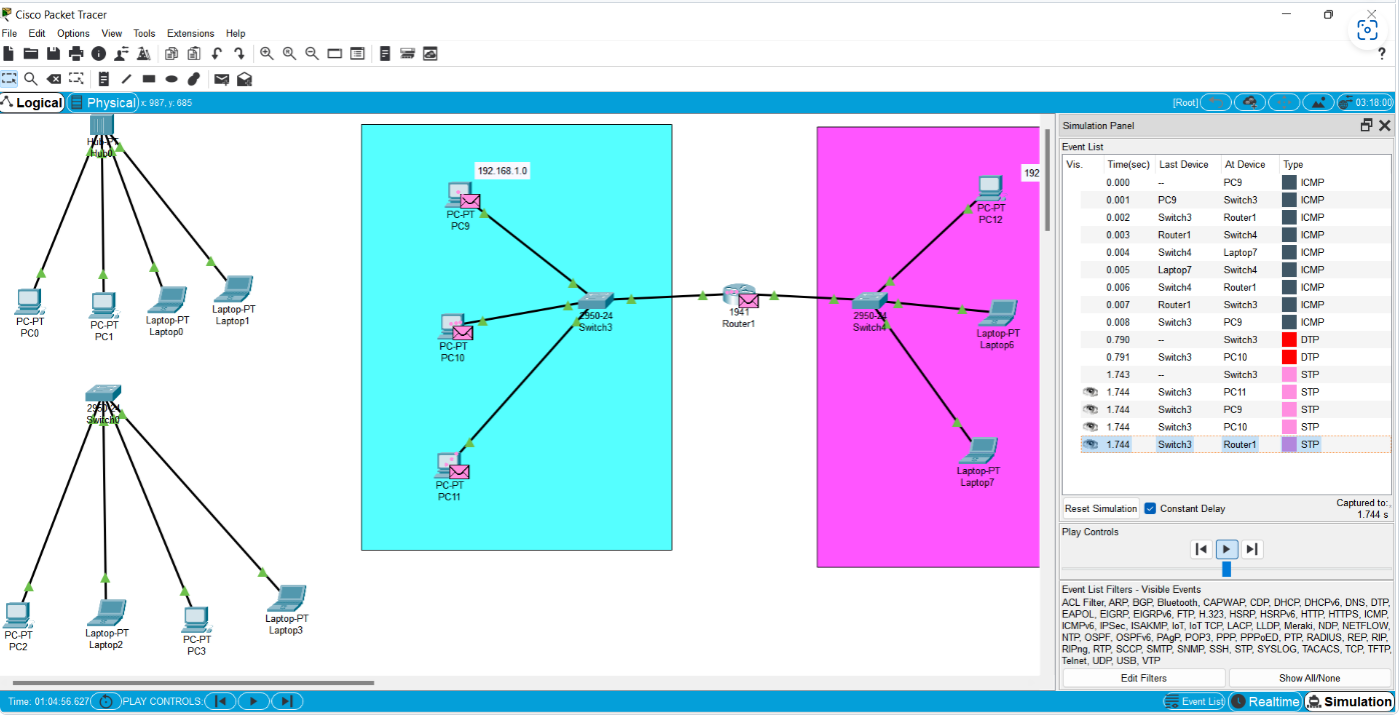 Cisco Packet Tracer
File Edit Options View Tools Extensions Help
?
Logical Physical x: 987, y: 685 [Root] 03:18:00
Hub-PT
Hub0
PC-PT
PC0
PC-PT
PC1
Laptop-PT
Laptop0
Laptop-PT
Laptop1
2950-24
Switch0
PC-PT
PC2
Laptop-PT
Laptop2
PC-PT
PC3
Laptop-PT
Laptop3
192.168.1.0
PC-PT
PC9
PC-PT
PC10
PC-PT
PC11
2950-24
Switch3
1941
Router1
192
PC-PT
PC12
2950-24
Switch4
Laptop-PT
Laptop6
Laptop-PT
Laptop7
Simulation Panel
Event List
Vis. Time(sec) Last Device At Device Type
0.000 -- PC9 ICMP
0.001 PC9 Switch3 ICMP
0.002 Switch3 Router1 ICMP
0.003 Router1 Switch4 ICMP
0.004 Switch4 Laptop7 ICMP
0.005 Laptop7 Switch4 ICMP
0.006 Switch4 Router1 ICMP
0.007 Router1 Switch3 ICMP
0.008 Switch3 PC9 ICMP
0.790 -- Switch3 DTP
0.791 Switch3 PC10 DTP
1.743 -- Switch3 STP
1.744 Switch3 PC11 STP
1.744 Switch3 PC9 STP
1.744 Switch3 PC10 STP
1.744 Switch3 Router1 STP
Reset Simulation Constant Delay Captured to:
1.744 s
Play Controls
Event List Filters - Visible Events
ACL Filter, ARP, BGP, Bluetooth, CAPWAP, CDP, DHCP, DHCPv6, DNS, DTP,
EAPOL, EIGRP, EIGRPv6, FTP, H.323, HSRP, HSRPv6, HTTP, HTTPS, ICMP,
ICMPv6, IPSec, ISAKMP, IoT, IoT TCP, LACP, LLDP, Meraki, NDP, NETFLOW,
NTP, OSPF, OSPFv6, PAgP, POP3, PPP, PPPoED, PTP, RADIUS, REP, RIP,
RIPng, RTP, SCCP, SMTP, SNMP, SSH, STP, SYSLOG, TACACS, TCP, TFTP,
Telnet, UDP, USB, VTP
Edit Filters Show All/None
Time: 01:04:56.627 PLAY CONTROLS: Event List Realtime Simulation